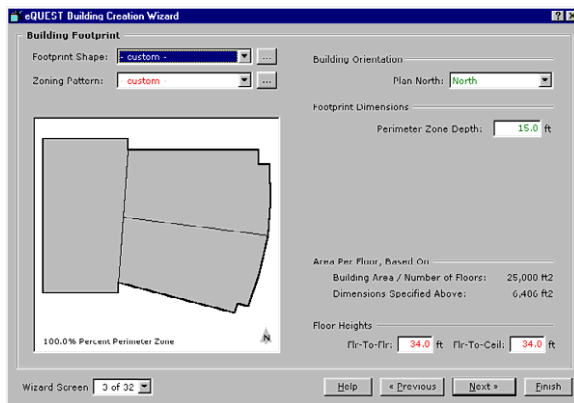 eQUEST Building Creation Wizard
Building Footprint
Footprint Shape: - custom - ...
Zoning Pattern: - custom - ...
Building Orientation
Plan North: North
Footprint Dimensions
Perimeter Zone Depth: 15.0 ft
Area Per Floor, Based On
Building Area / Number of Floors: 25,000 ft2
Dimensions Specified Above: 6,406 ft2
Floor Heights
Flr-To-Flr: 34.0 ft Flr-To-Ceil: 34.0 ft
100.0% Percent Perimeter Zone
N
Wizard Screen 3 of 32
Help « Previous Next » Finish